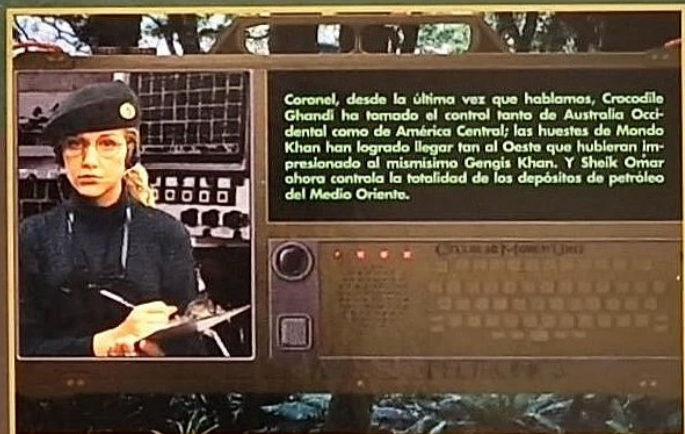 Coronel, desde la última vez que hablamos, Crocodile
Ghandi ha tomado el control tanto de Australia Occi-
dental como de América Central; las huestes de Mondo
Khan han logrado llegar tan al Oeste que hubieran im-
presionado al mismisimo Gengis Khan. Y Sheik Omar
ahora controla la totalidad de los depósitos de petróleo
del Medio Oriente.